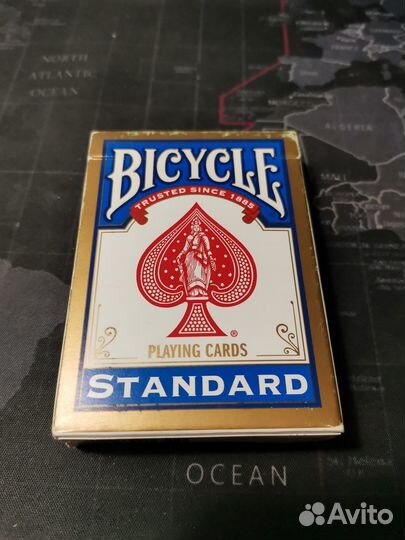 NORTH
ATLANTIC
OCEAN
ALGERIA
MALI
BICYCLE
TRUSTED SINCE 1885
®
PLAYING CARDS
STANDARD
OCEAN
Avito